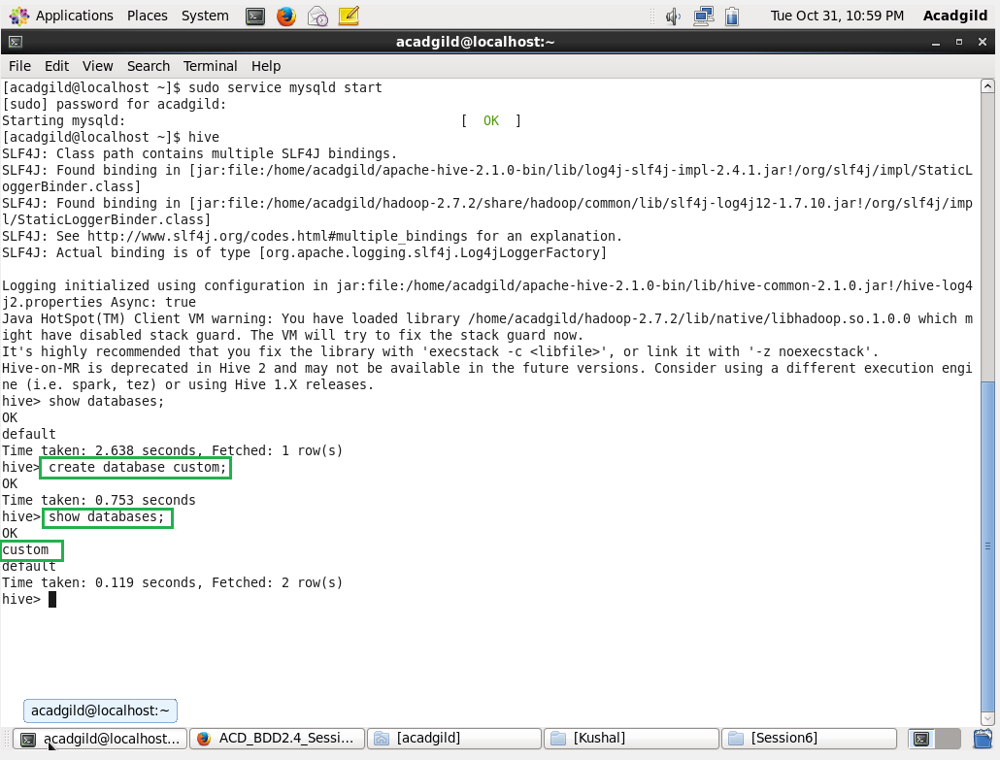 Applications Places System Tue Oct 31, 10:59 PM Acadgild
acadgild@localhost:~
File Edit View Search Terminal Help
[acadgild@localhost ~]$ sudo service mysqld start
[sudo] password for acadgild:
Starting mysqld: [ OK ]
[acadgild@localhost ~]$ hive
SLF4J: Class path contains multiple SLF4J bindings.
SLF4J: Found binding in [jar:file:/home/acadgild/apache-hive-2.1.0-bin/lib/log4j-slf4j-impl-2.4.1.jar!/org/slf4j/impl/StaticL
oggerBinder.class]
SLF4J: Found binding in [jar:file:/home/acadgild/hadoop-2.7.2/share/hadoop/common/lib/slf4j-log4j12-1.7.10.jar!/org/slf4j/imp
l/StaticLoggerBinder.class]
SLF4J: See http://www.slf4j.org/codes.html#multiple_bindings for an explanation.
SLF4J: Actual binding is of type [org.apache.logging.slf4j.Log4jLoggerFactory]
Logging initialized using configuration in jar:file:/home/acadgild/apache-hive-2.1.0-bin/lib/hive-common-2.1.0.jar!/hive-log4
j2.properties Async: true
Java HotSpot(TM) Client VM warning: You have loaded library /home/acadgild/hadoop-2.7.2/lib/native/libhadoop.so.1.0.0 which m
ight have disabled stack guard. The VM will try to fix the stack guard now.
It's highly recommended that you fix the library with 'execstack -c <libfile>', or link it with '-z noexecstack'.
Hive-on-MR is deprecated in Hive 2 and may not be available in the future versions. Consider using a different execution engi
ne (i.e. spark, tez) or using Hive 1.X releases.
hive> show databases;
OK
default
Time taken: 2.638 seconds, Fetched: 1 row(s)
hive> create database custom;
OK
Time taken: 0.753 seconds
hive> show databases;
OK
custom
default
Time taken: 0.119 seconds, Fetched: 2 row(s)
hive>
acadgild@localhost:~
acadgild@localhost... ACD_BDD2.4_Sessi... [acadgild] [Kushal] [Session6]